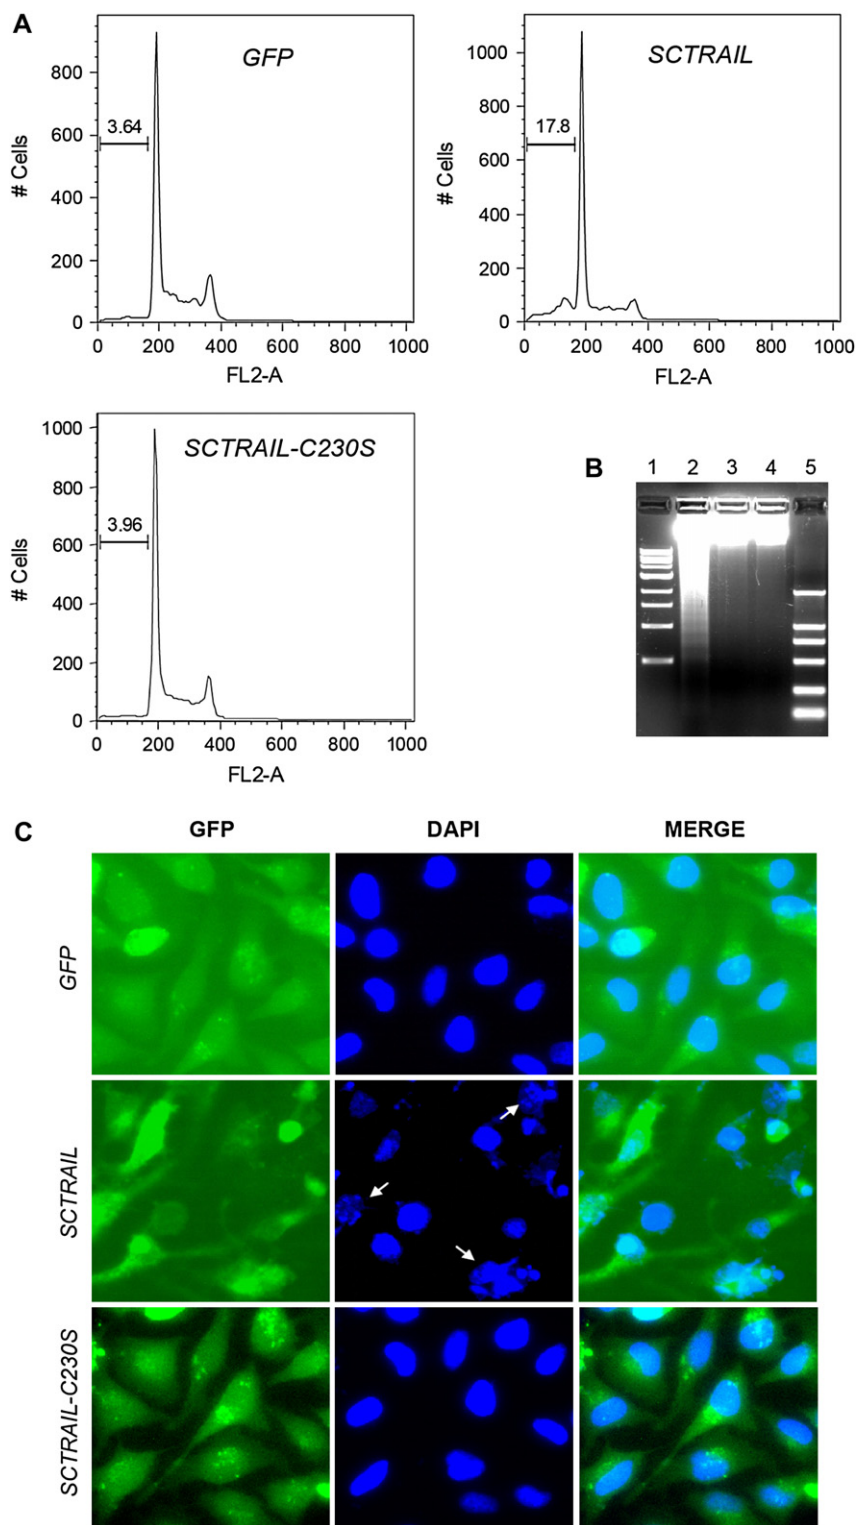 A
GFP
# Cells
800
600
400
200
0
3.64
0 200 400 600 800 1000
FL2-A
SCTRAIL
# Cells
1000
800
600
400
200
0
17.8
0 200 400 600 800 1000
FL2-A
SCTRAIL-C230S
# Cells
1000
800
600
400
200
0
3.96
0 200 400 600 800 1000
FL2-A
B
1 2 3 4 5
C
GFP DAPI MERGE
GFP
SCTRAIL
SCTRAIL-C230S